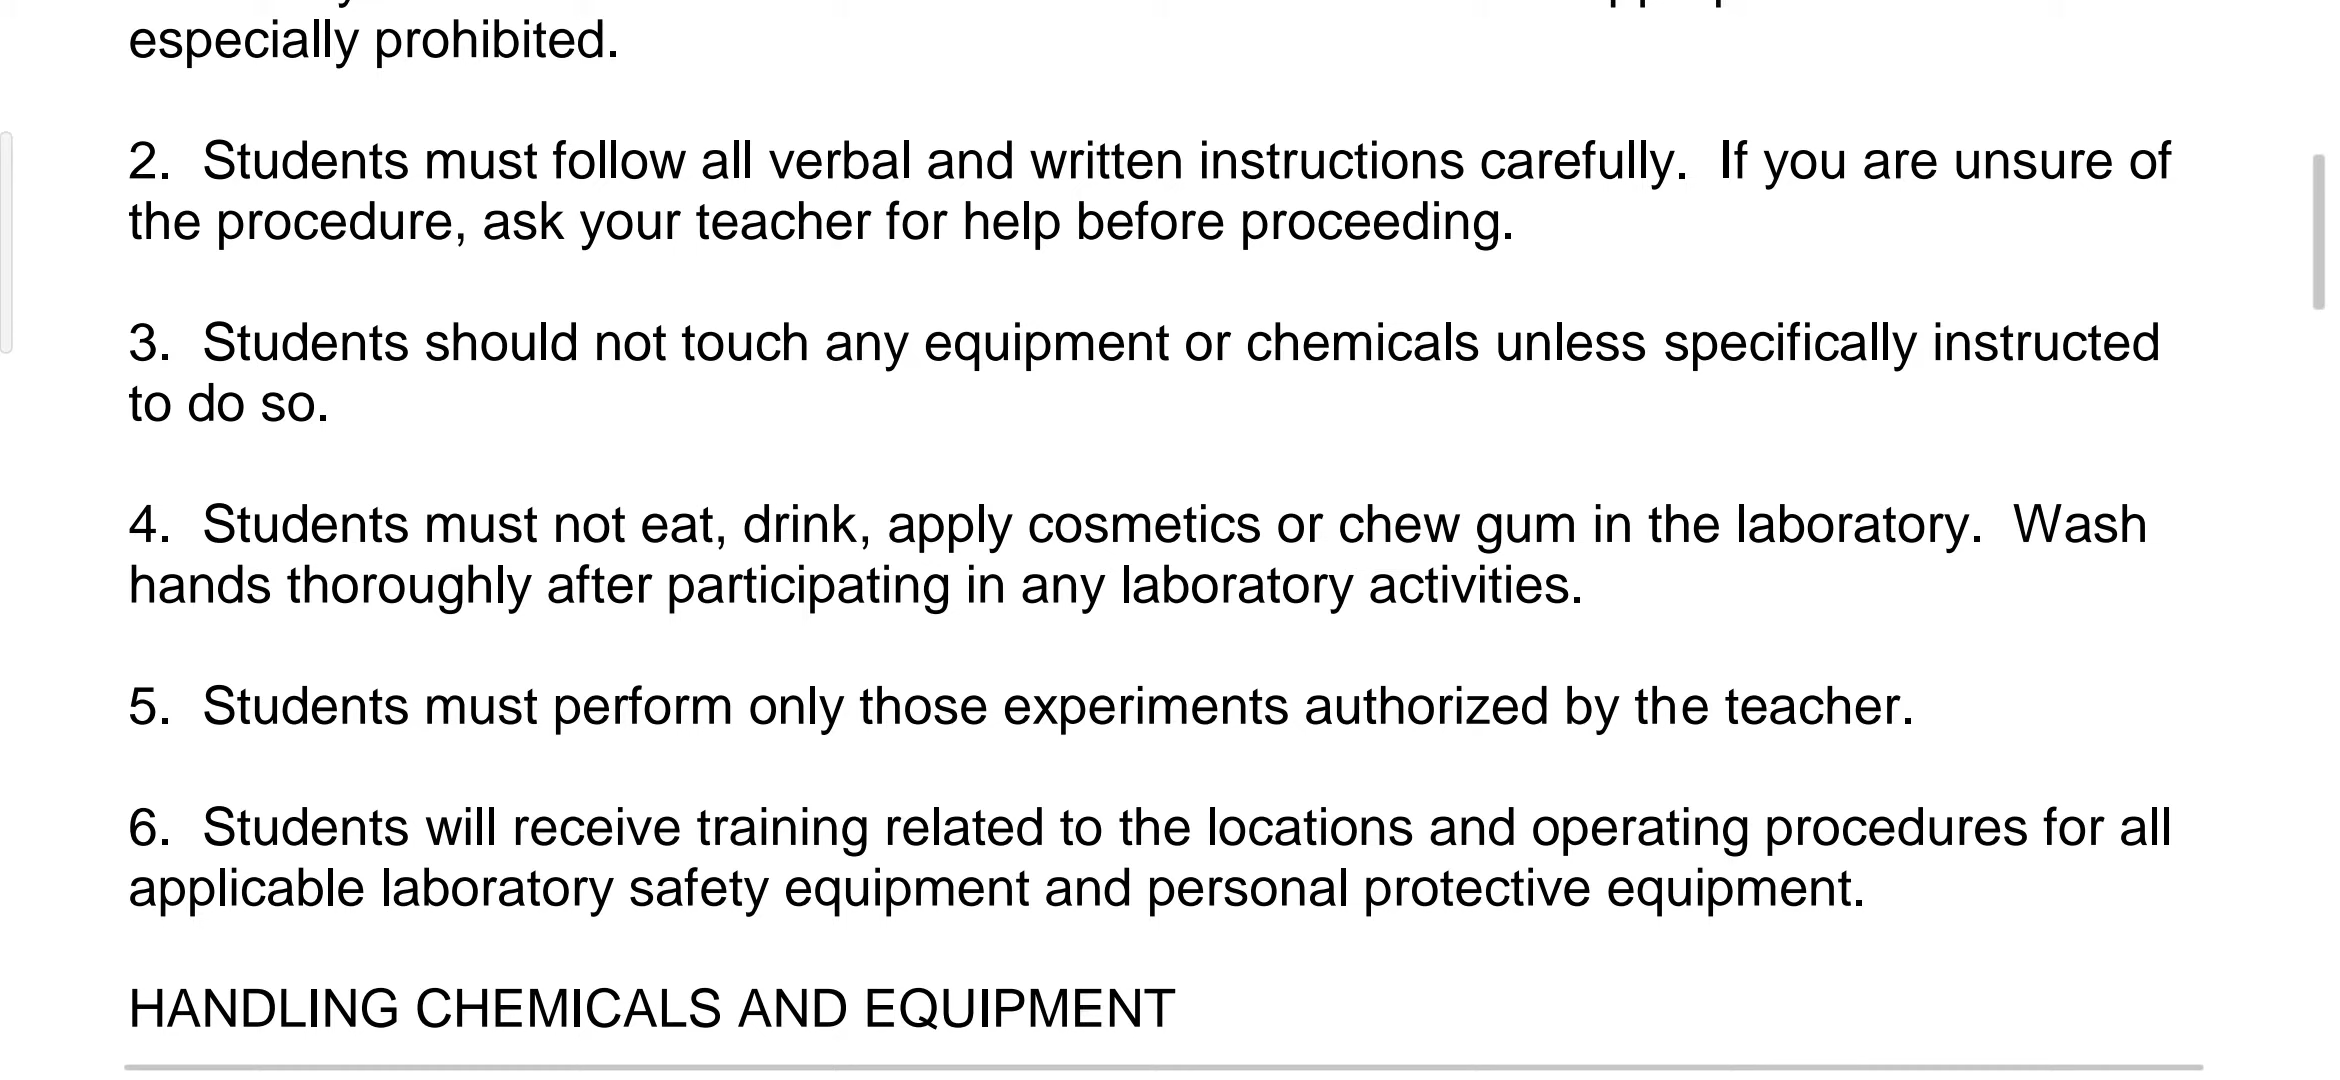 especially prohibited.
2.  Students must follow all verbal and written instructions carefully.  If you are unsure of
the procedure, ask your teacher for help before proceeding.
3.  Students should not touch any equipment or chemicals unless specifically instructed
to do so.
4.  Students must not eat, drink, apply cosmetics or chew gum in the laboratory.  Wash
hands thoroughly after participating in any laboratory activities.
5.  Students must perform only those experiments authorized by the teacher.
6.  Students will receive training related to the locations and operating procedures for all
applicable laboratory safety equipment and personal protective equipment.
HANDLING CHEMICALS AND EQUIPMENT